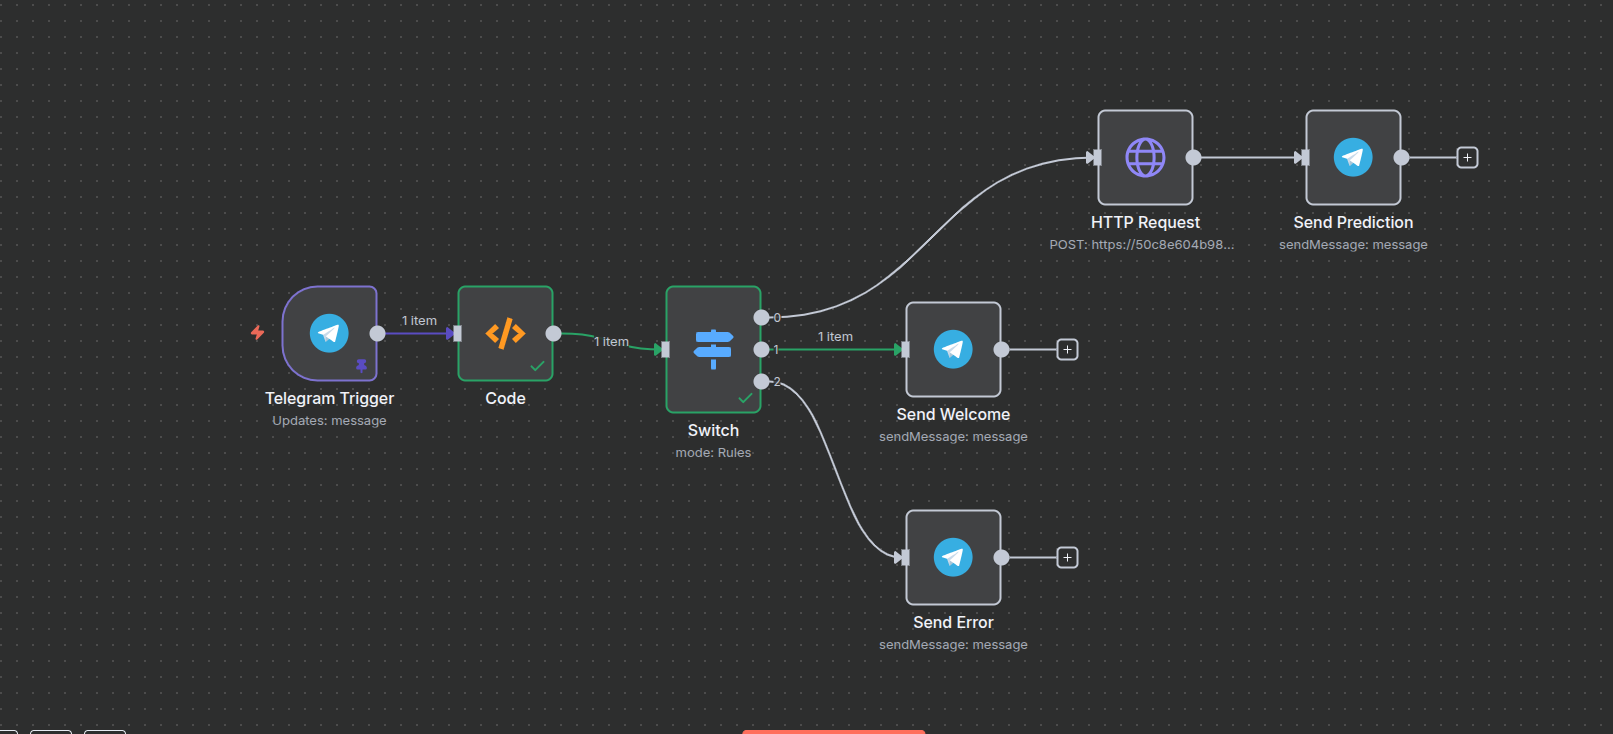 HTTP Request
POST: https://50c8e604b98...
Send Prediction
sendMessage: message
1 item
Telegram Trigger
Updates: message
Code
1 item
0
1
2
Switch
mode: Rules
1 item
Send Welcome
sendMessage: message
Send Error
sendMessage: message